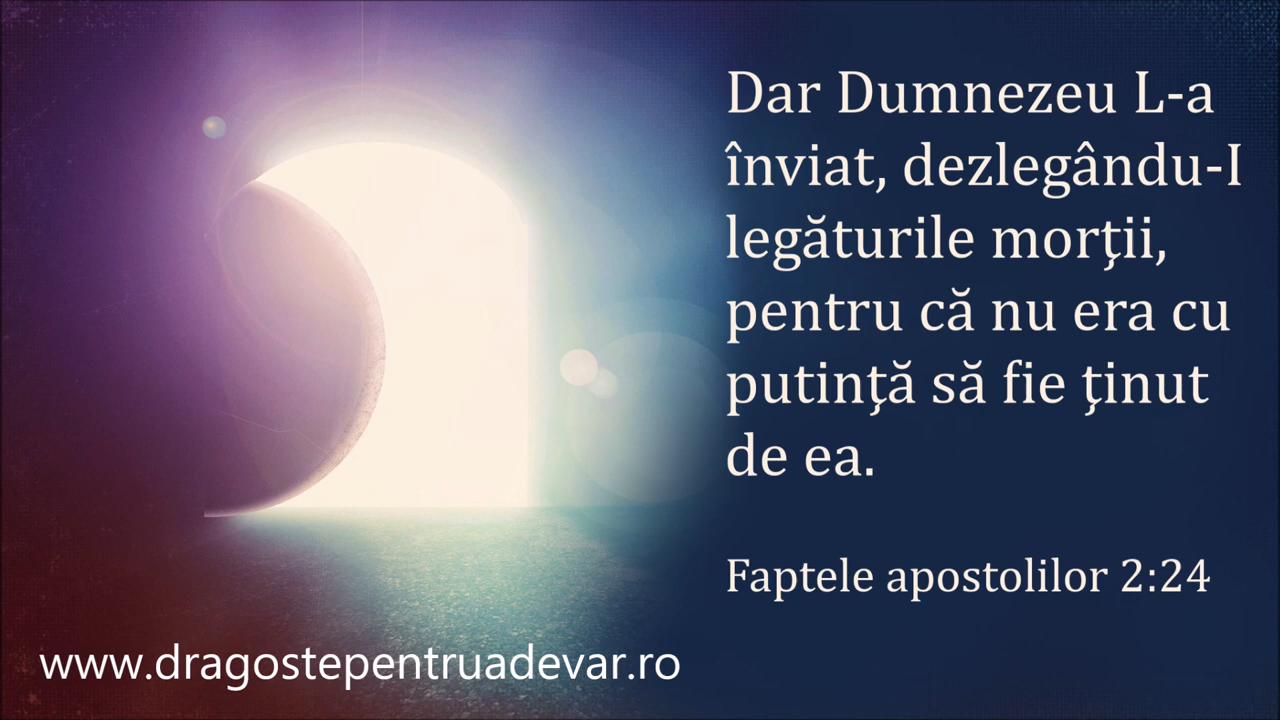 Dar Dumnezeu L-a
înviat, dezlegându-I
legăturile morţii,
pentru că nu era cu
putinţă să fie ţinut
de ea.
Faptele apostolilor 2:24
www.dragostepentruadevar.ro